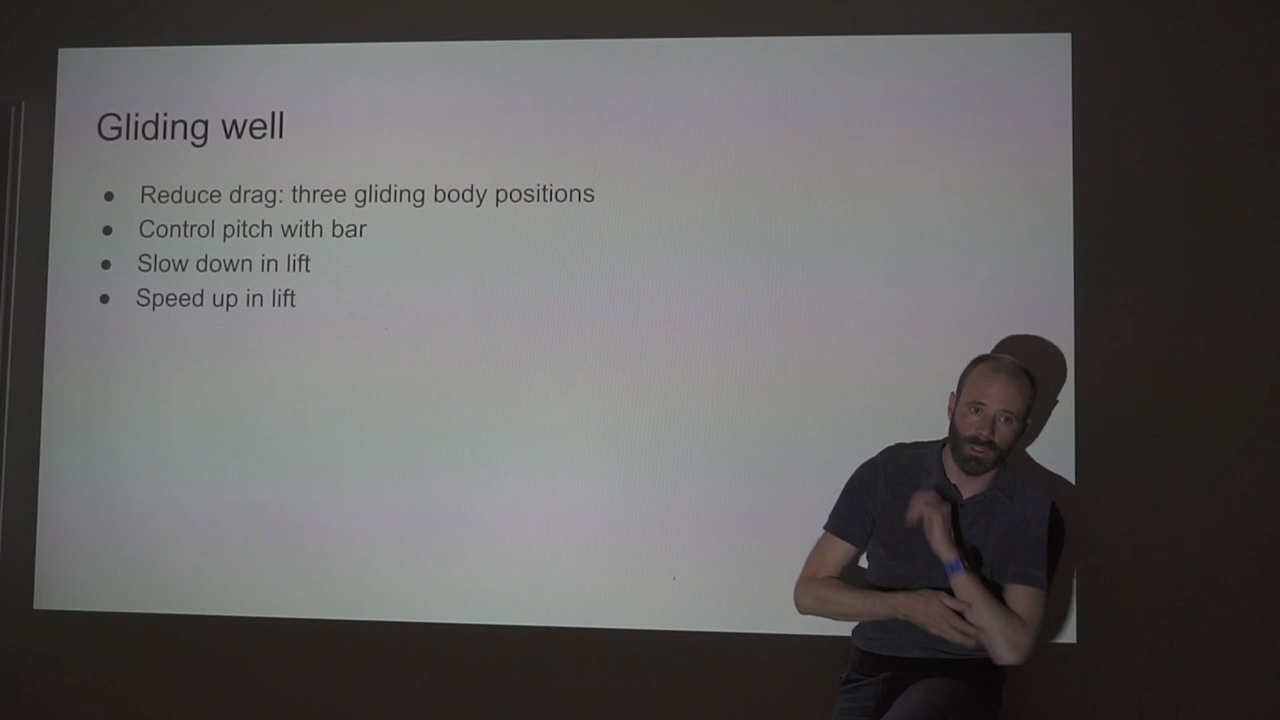 Gliding well
● Reduce drag: three gliding body positions
● Control pitch with bar
● Slow down in lift
● Speed up in lift